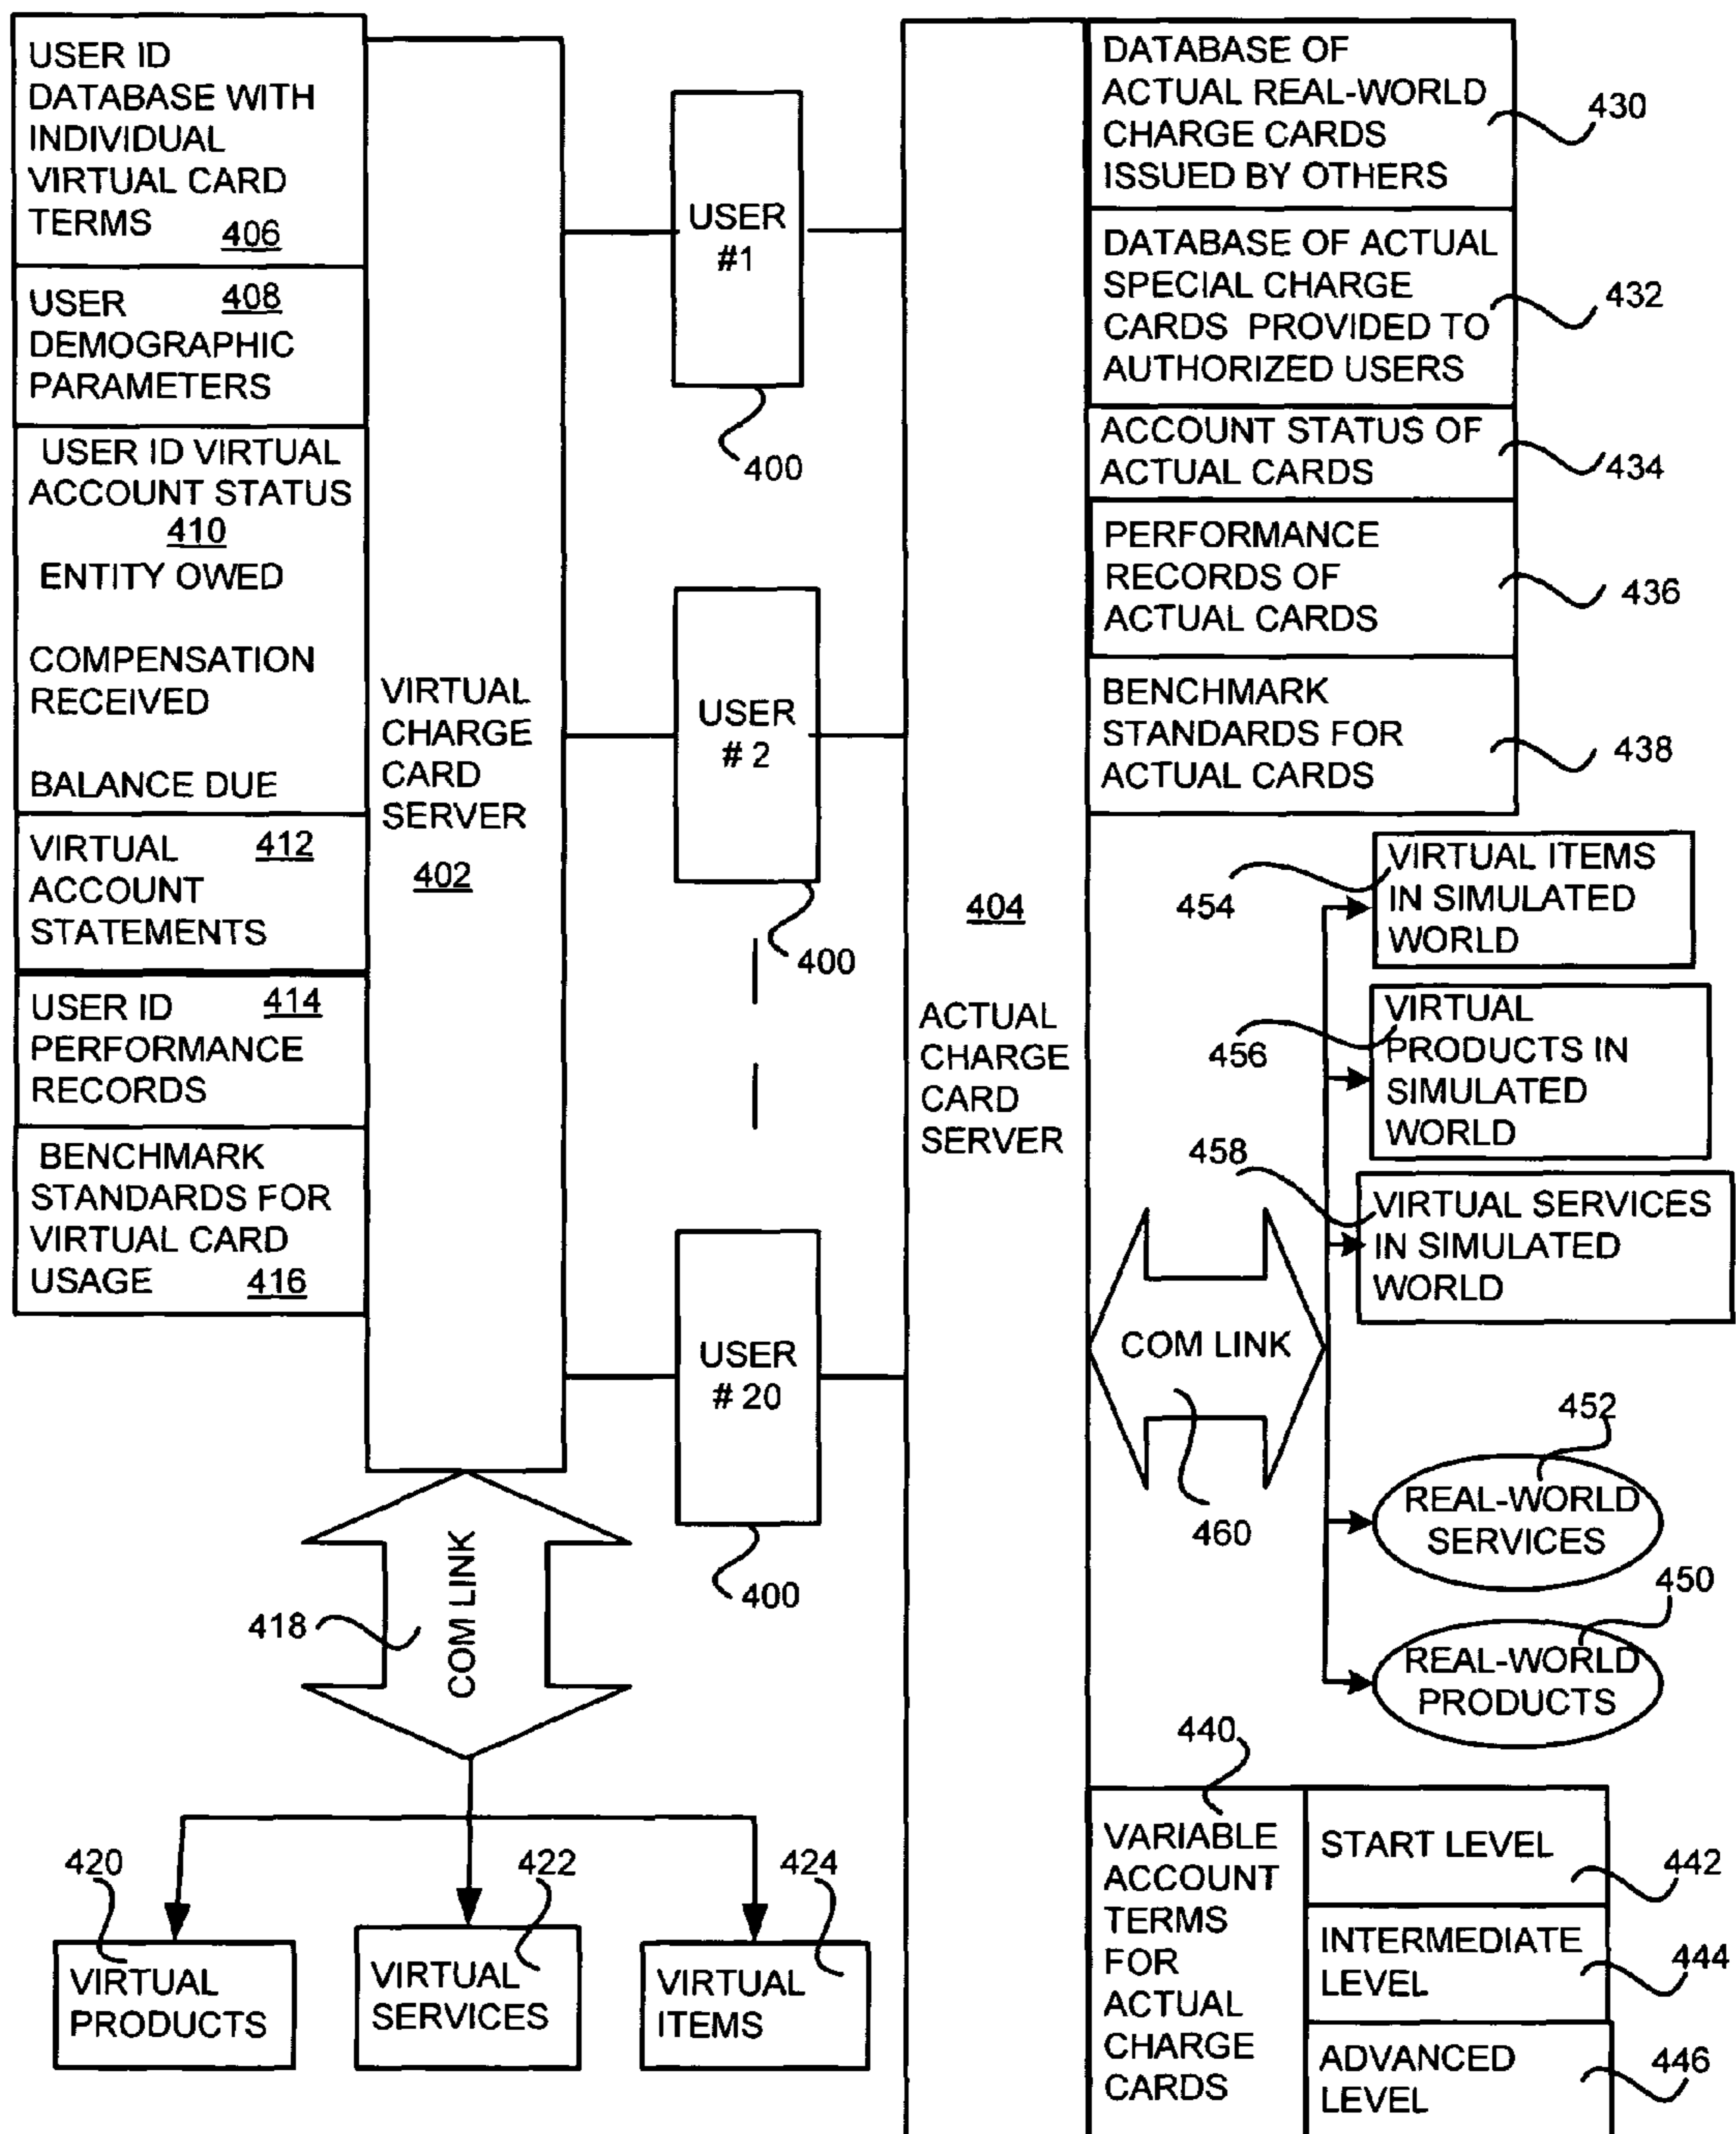 USER ID
DATABASE WITH
INDIVIDUAL
VIRTUAL CARD
TERMS 406
USER 408
DEMOGRAPHIC
PARAMETERS
USER ID VIRTUAL
ACCOUNT STATUS
410
ENTITY OWED
COMPENSATION
RECEIVED
BALANCE DUE
VIRTUAL 412
ACCOUNT
STATEMENTS
USER ID 414
PERFORMANCE
RECORDS
BENCHMARK
STANDARDS FOR
VIRTUAL CARD
USAGE 416
VIRTUAL
CHARGE
CARD
SERVER
402
USER
#1
400
USER
# 2
400
USER
# 20
400
COM LINK
418
420
VIRTUAL
PRODUCTS
422
VIRTUAL
SERVICES
424
VIRTUAL
ITEMS
404
ACTUAL
CHARGE
CARD
SERVER
DATABASE OF
ACTUAL REAL-WORLD
CHARGE CARDS
ISSUED BY OTHERS
430
DATABASE OF ACTUAL
SPECIAL CHARGE
CARDS PROVIDED TO
AUTHORIZED USERS
432
ACCOUNT STATUS OF
ACTUAL CARDS
434
PERFORMANCE
RECORDS OF
ACTUAL CARDS
436
BENCHMARK
STANDARDS FOR
ACTUAL CARDS
438
454
VIRTUAL ITEMS
IN SIMULATED
WORLD
456
VIRTUAL
PRODUCTS IN
SIMULATED
WORLD
458
VIRTUAL SERVICES
IN SIMULATED
WORLD
COM LINK
460
452
REAL-WORLD
SERVICES
450
REAL-WORLD
PRODUCTS
440
VARIABLE
ACCOUNT
TERMS
FOR
ACTUAL
CHARGE
CARDS
START LEVEL
442
INTERMEDIATE
LEVEL
444
ADVANCED
LEVEL
446